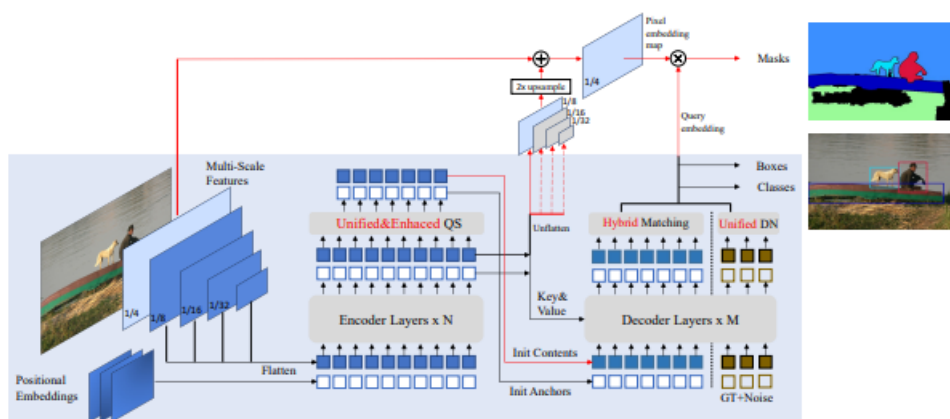 Pixel
embedding
map
Masks
1/4
2x upsample
1/8
1/16
1/32
Query
embedding
Multi-Scale
Features
Boxes
Classes
Unified&Enhaced QS
Unflatten
Hybrid Matching
Unified DN
1/4
1/8
1/16
1/32
Key&
Value
Encoder Layers x N
Decoder Layers x M
Flatten
Init Contents
Positional
Embeddings
Init Anchors
GT+Noise